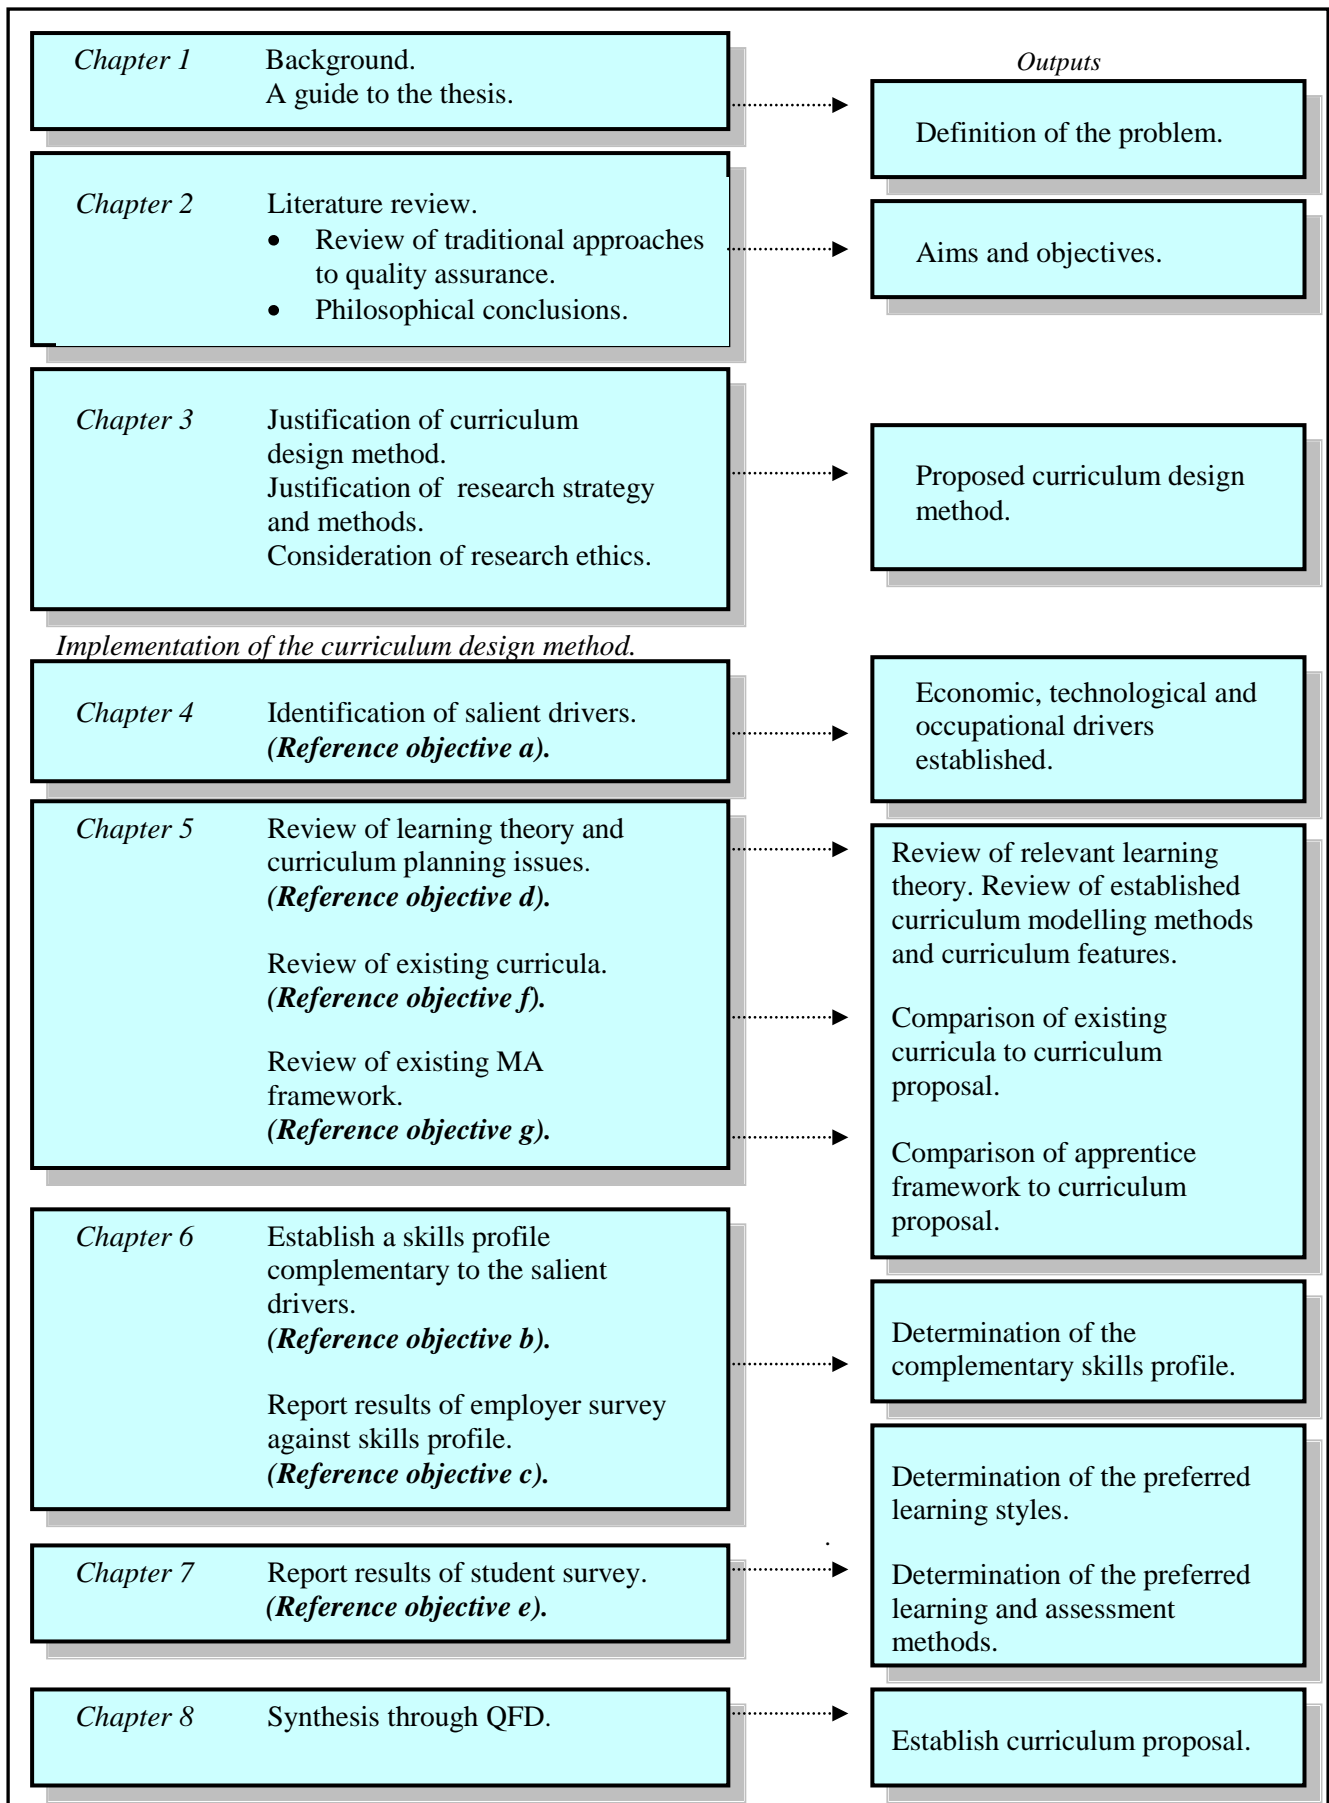 Chapter 1 Background.
A guide to the thesis.
Outputs
Definition of the problem.
Chapter 2 Literature review.
• Review of traditional approaches
to quality assurance.
• Philosophical conclusions.
Aims and objectives.
Chapter 3 Justification of curriculum
design method.
Justification of research strategy
and methods.
Consideration of research ethics.
Proposed curriculum design
method.
Implementation of the curriculum design method.
Chapter 4 Identification of salient drivers.
(Reference objective a).
Economic, technological and
occupational drivers
established.
Chapter 5 Review of learning theory and
curriculum planning issues.
(Reference objective d).
Review of existing curricula.
(Reference objective f).
Review of existing MA
framework.
(Reference objective g).
Review of relevant learning
theory. Review of established
curriculum modelling methods
and curriculum features.
Comparison of existing
curricula to curriculum
proposal.
Comparison of apprentice
framework to curriculum
proposal.
Chapter 6 Establish a skills profile
complementary to the salient
drivers.
(Reference objective b).
Report results of employer survey
against skills profile.
(Reference objective c).
Determination of the
complementary skills profile.
Chapter 7 Report results of student survey.
(Reference objective e).
.
Determination of the preferred
learning styles.
Determination of the preferred
learning and assessment
methods.
Chapter 8 Synthesis through QFD.
Establish curriculum proposal.